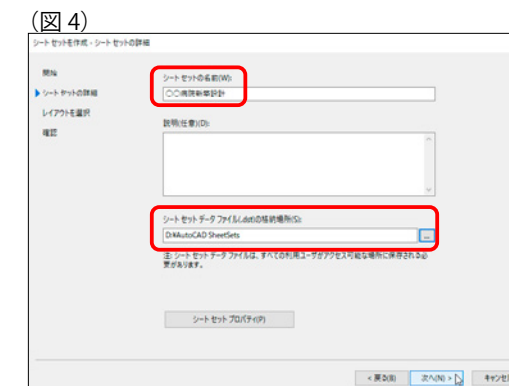 (図 4)
シート セットを作成 - シート セットの詳細
開始
シート セットの詳細
レイアウトを選択
確認
シート セットの名前(W):
〇〇病院新築設計
説明(任意)(D):
シート セット データ ファイル(.dst)の格納場所(S):
D:¥AutoCAD SheetSets
...
注: シート セット データ ファイルは、すべての利用ユーザがアクセス可能な場所に保存される必
要があります。
シート セット プロパティ(P)
< 戻る(B)
次へ(N) >
キャンセル